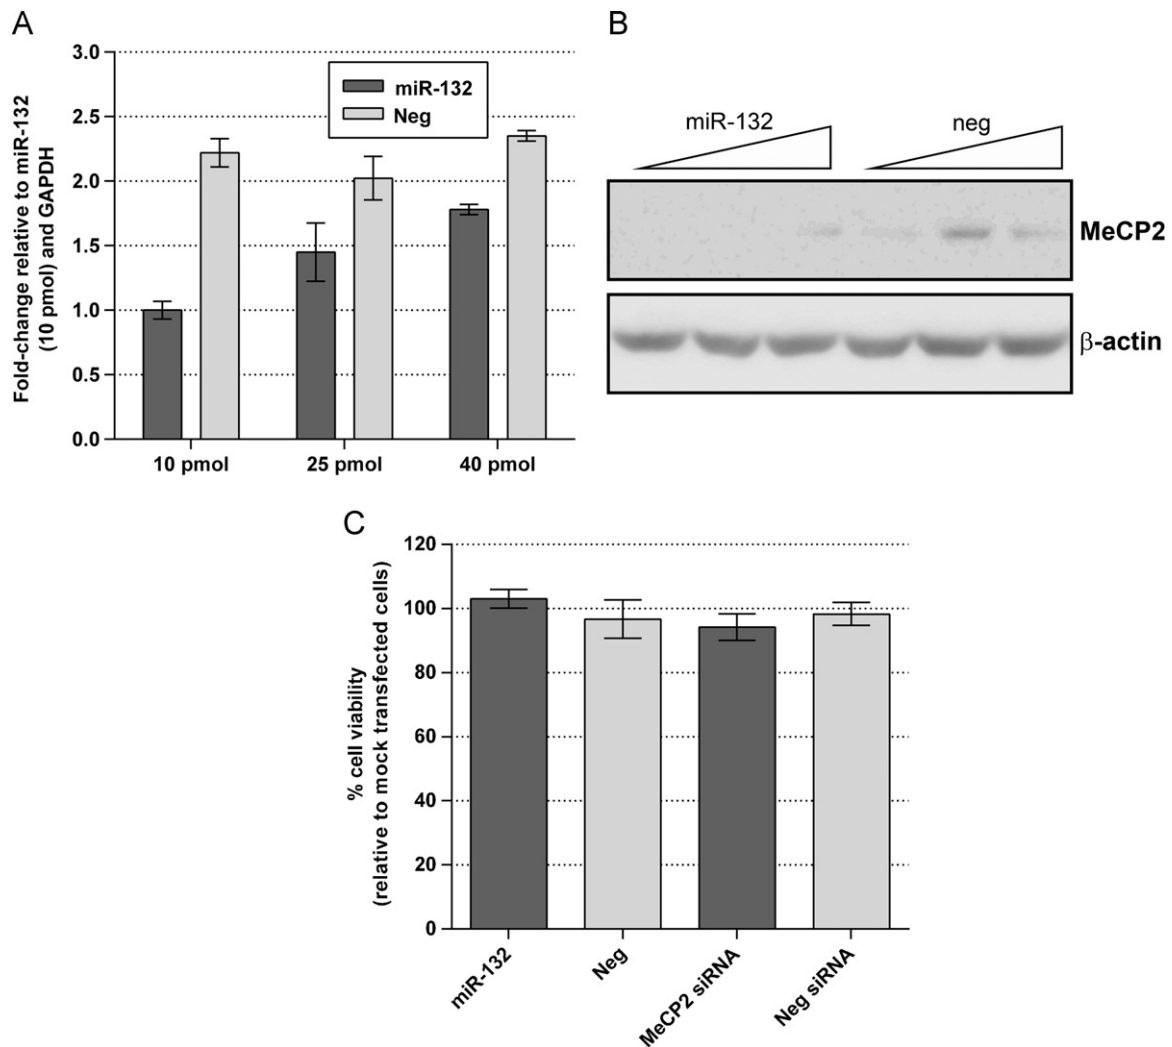 A
Fold-change relative to miR-132
(10 pmol) and GAPDH
3.0
2.5
2.0
1.5
1.0
0.5
0.0
miR-132
Neg
10 pmol
25 pmol
40 pmol
B
miR-132
neg
MeCP2
β-actin
C
% cell viability
(relative to mock transfected cells)
120
100
80
60
40
20
0
miR-132
Neg
MeCP2 siRNA
Neg siRNA